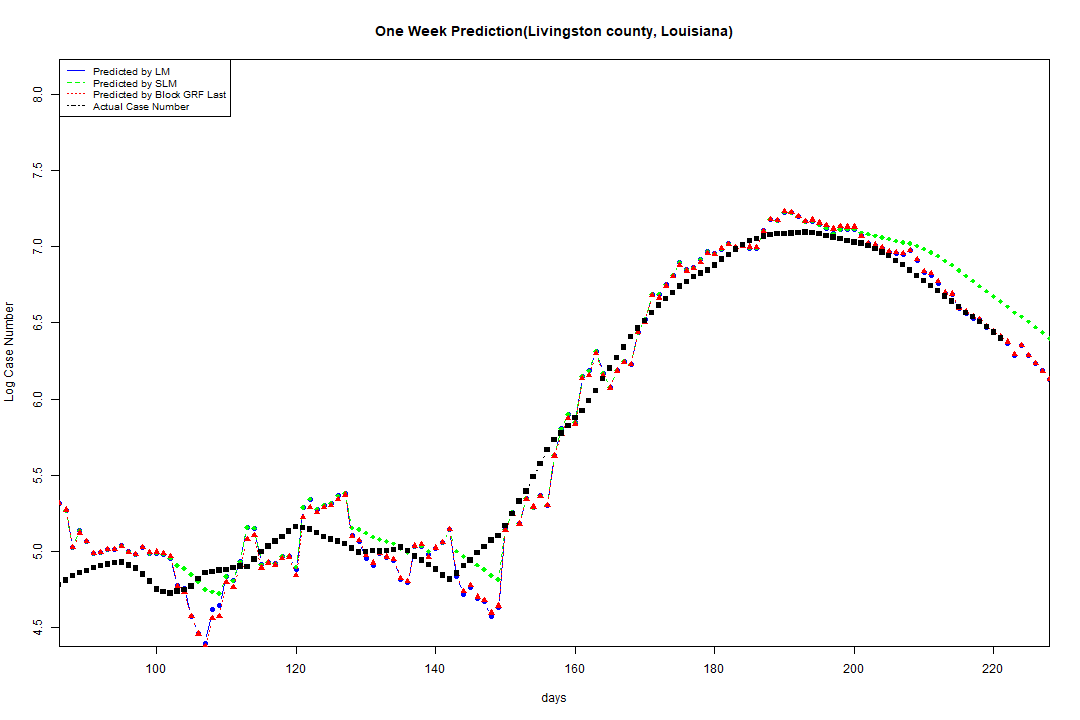 One Week Prediction(Livingston county, Louisiana)
Predicted by LM
Predicted by SLM
Predicted by Block GRF Last
Actual Case Number
8.0
7.5
7.0
6.5
6.0
5.5
5.0
4.5
Log Case Number
100 120 140 160 180 200 220
days